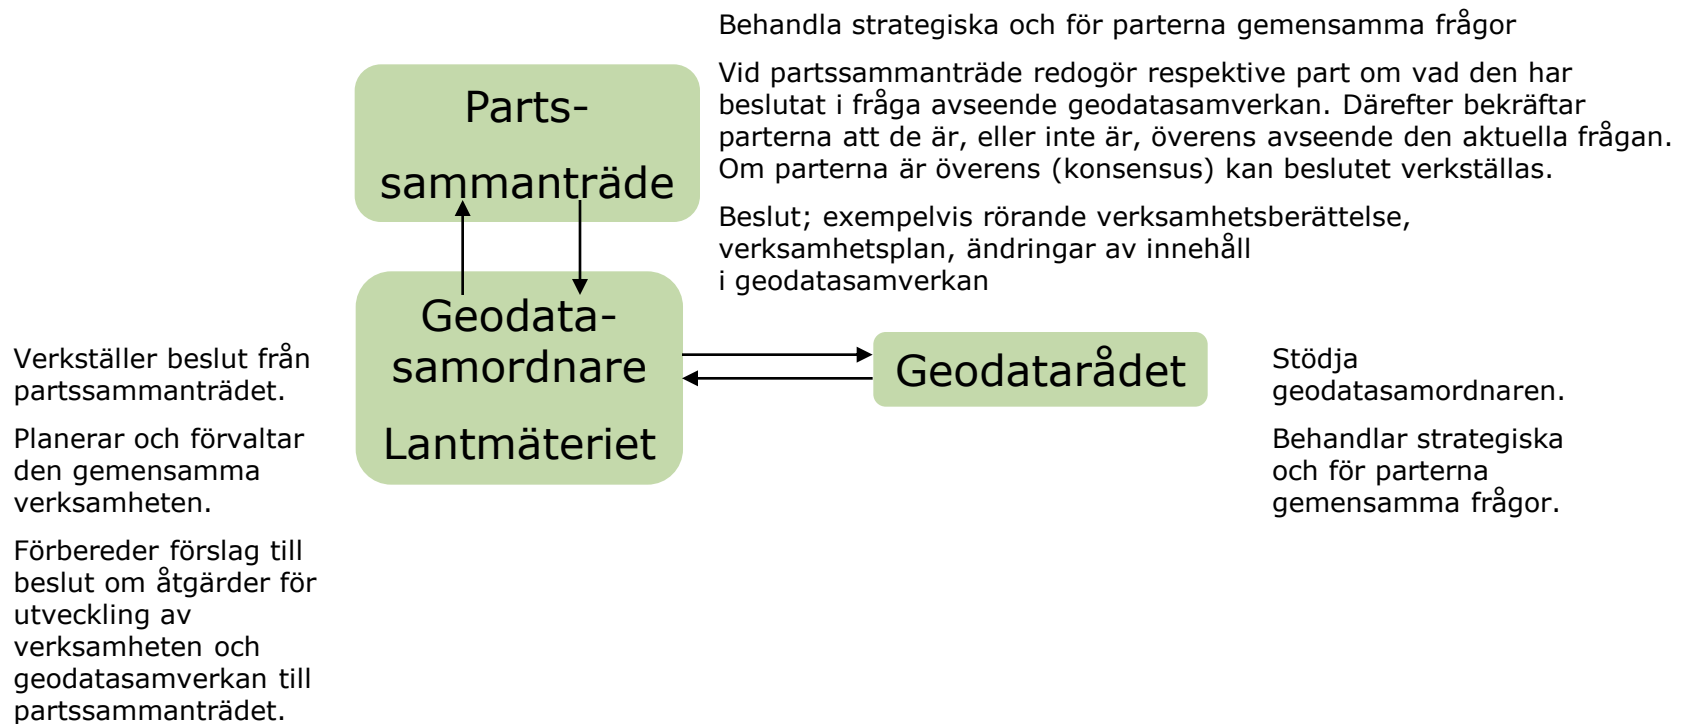 Behandla strategiska och för parterna gemensamma frågor
Vid partssammanträde redogör respektive part om vad den har
beslutat i fråga avseende geodatasamverkan. Därefter bekräftar
parterna att de är, eller inte är, överens avseende den aktuella frågan.
Om parterna är överens (konsensus) kan beslutet verkställas.
Beslut; exempelvis rörande verksamhetsberättelse,
verksamhetsplan, ändringar av innehåll
i geodatasamverkan
Parts-
sammanträde
Geodata-
samordnare
Lantmäteriet
Geodatarådet
Verkställer beslut från
partssammanträdet.
Planerar och förvaltar
den gemensamma
verksamheten.
Förbereder förslag till
beslut om åtgärder för
utveckling av
verksamheten och
geodatasamverkan till
partssammanträdet.
Stödja
geodatasamordnaren.
Behandlar strategiska
och för parterna
gemensamma frågor.